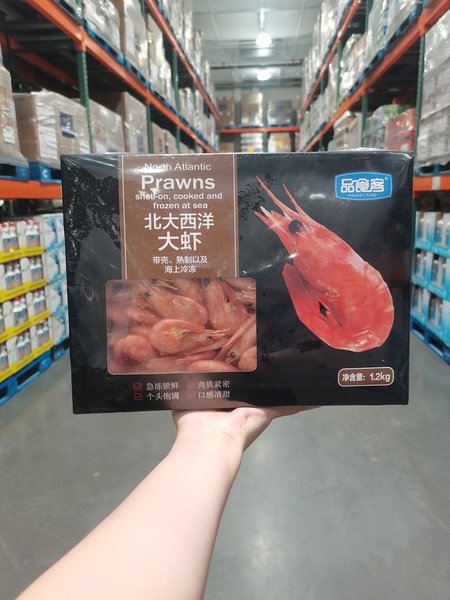 North Atlantic
Prawns
shell-on, cooked and
frozen at sea
北大西洋
大虾
带壳、熟制以及
海上冷冻
品食客®
急冻锁鲜 肉质紧密
个头饱满 口感清甜
净含量：1.2kg